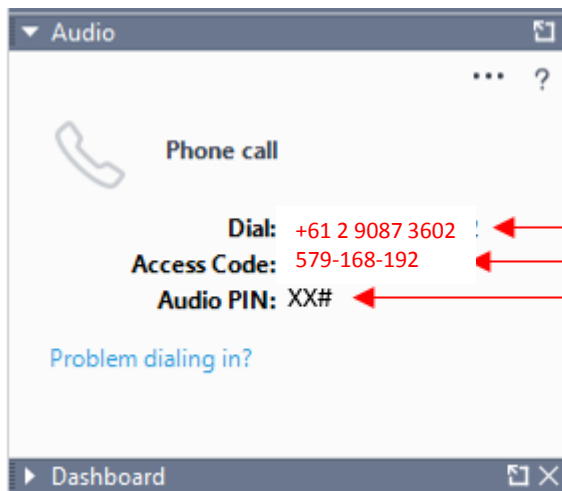 Audio
... ?
Phone call
Dial: +61 2 9087 3602
Access Code: 579-168-192
Audio PIN: XX#
Problem dialing in?
Dashboard